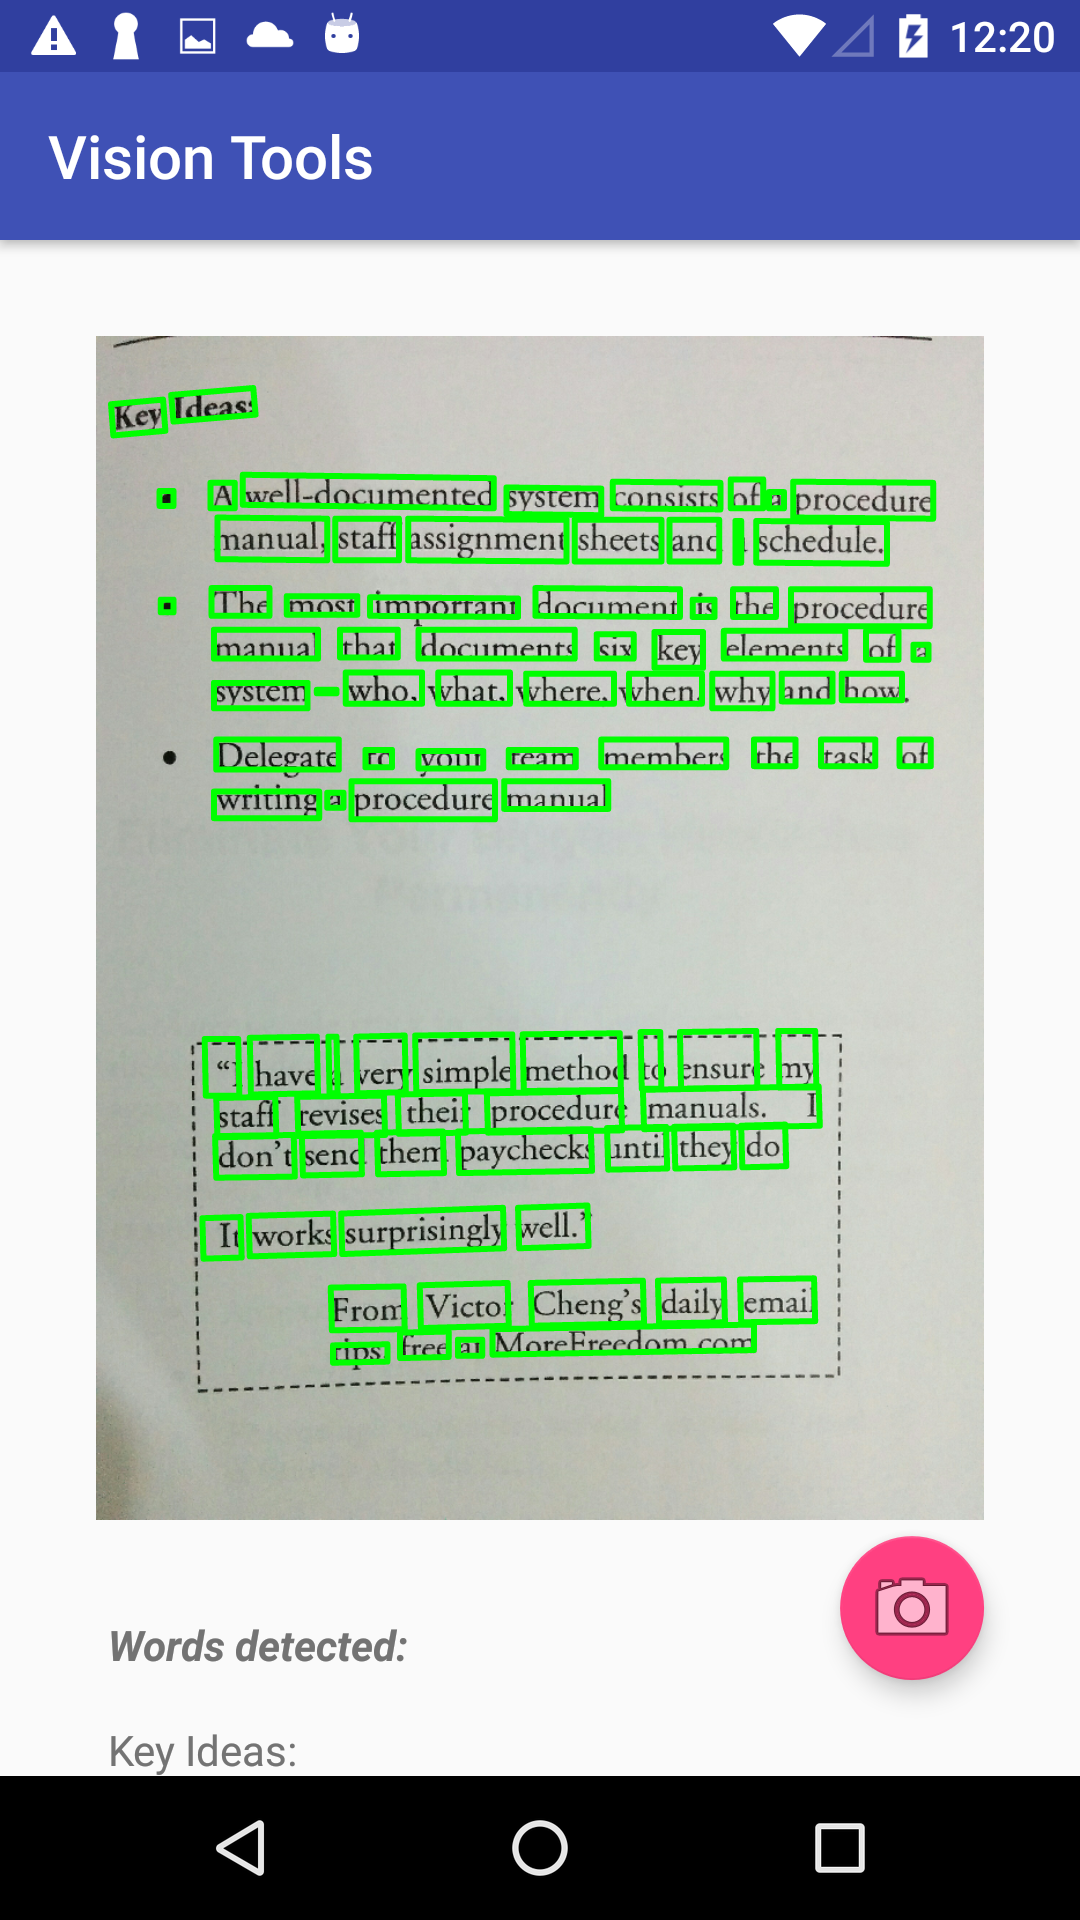 12:20
Vision Tools
Key Ideas:
▪ A well-documented system consists of a procedure
manual, staff assignment sheets and a schedule.
▪ The most important document is the procedure
manual that documents six key elements of a
system — who, what, where, when, why and how.
• Delegate to your team members the task of
writing a procedure manual
“I have a very simple method to ensure my
staff revises their procedure manuals. I
don’t send them paychecks until they do
It works surprisingly well.”
From Victor Cheng’s daily email
tips, free at MoreFreedom.com
Words detected:
Key Ideas: